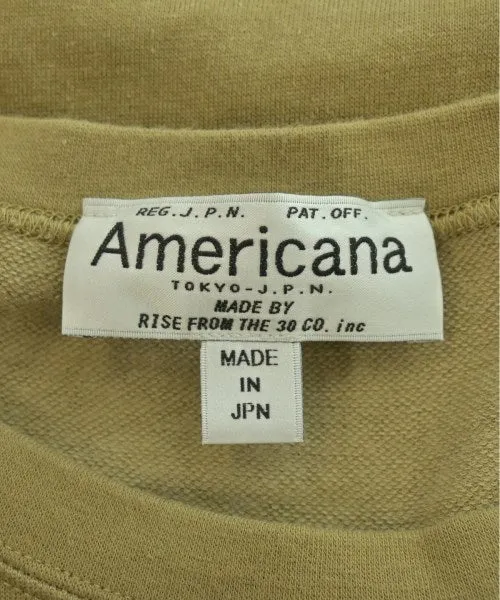 REG. J. P. N. PAT. OFF.
Americana
TOKYO-J.P.N.
MADE BY
RISE FROM THE 30 CO. inc
MADE
IN
JPN